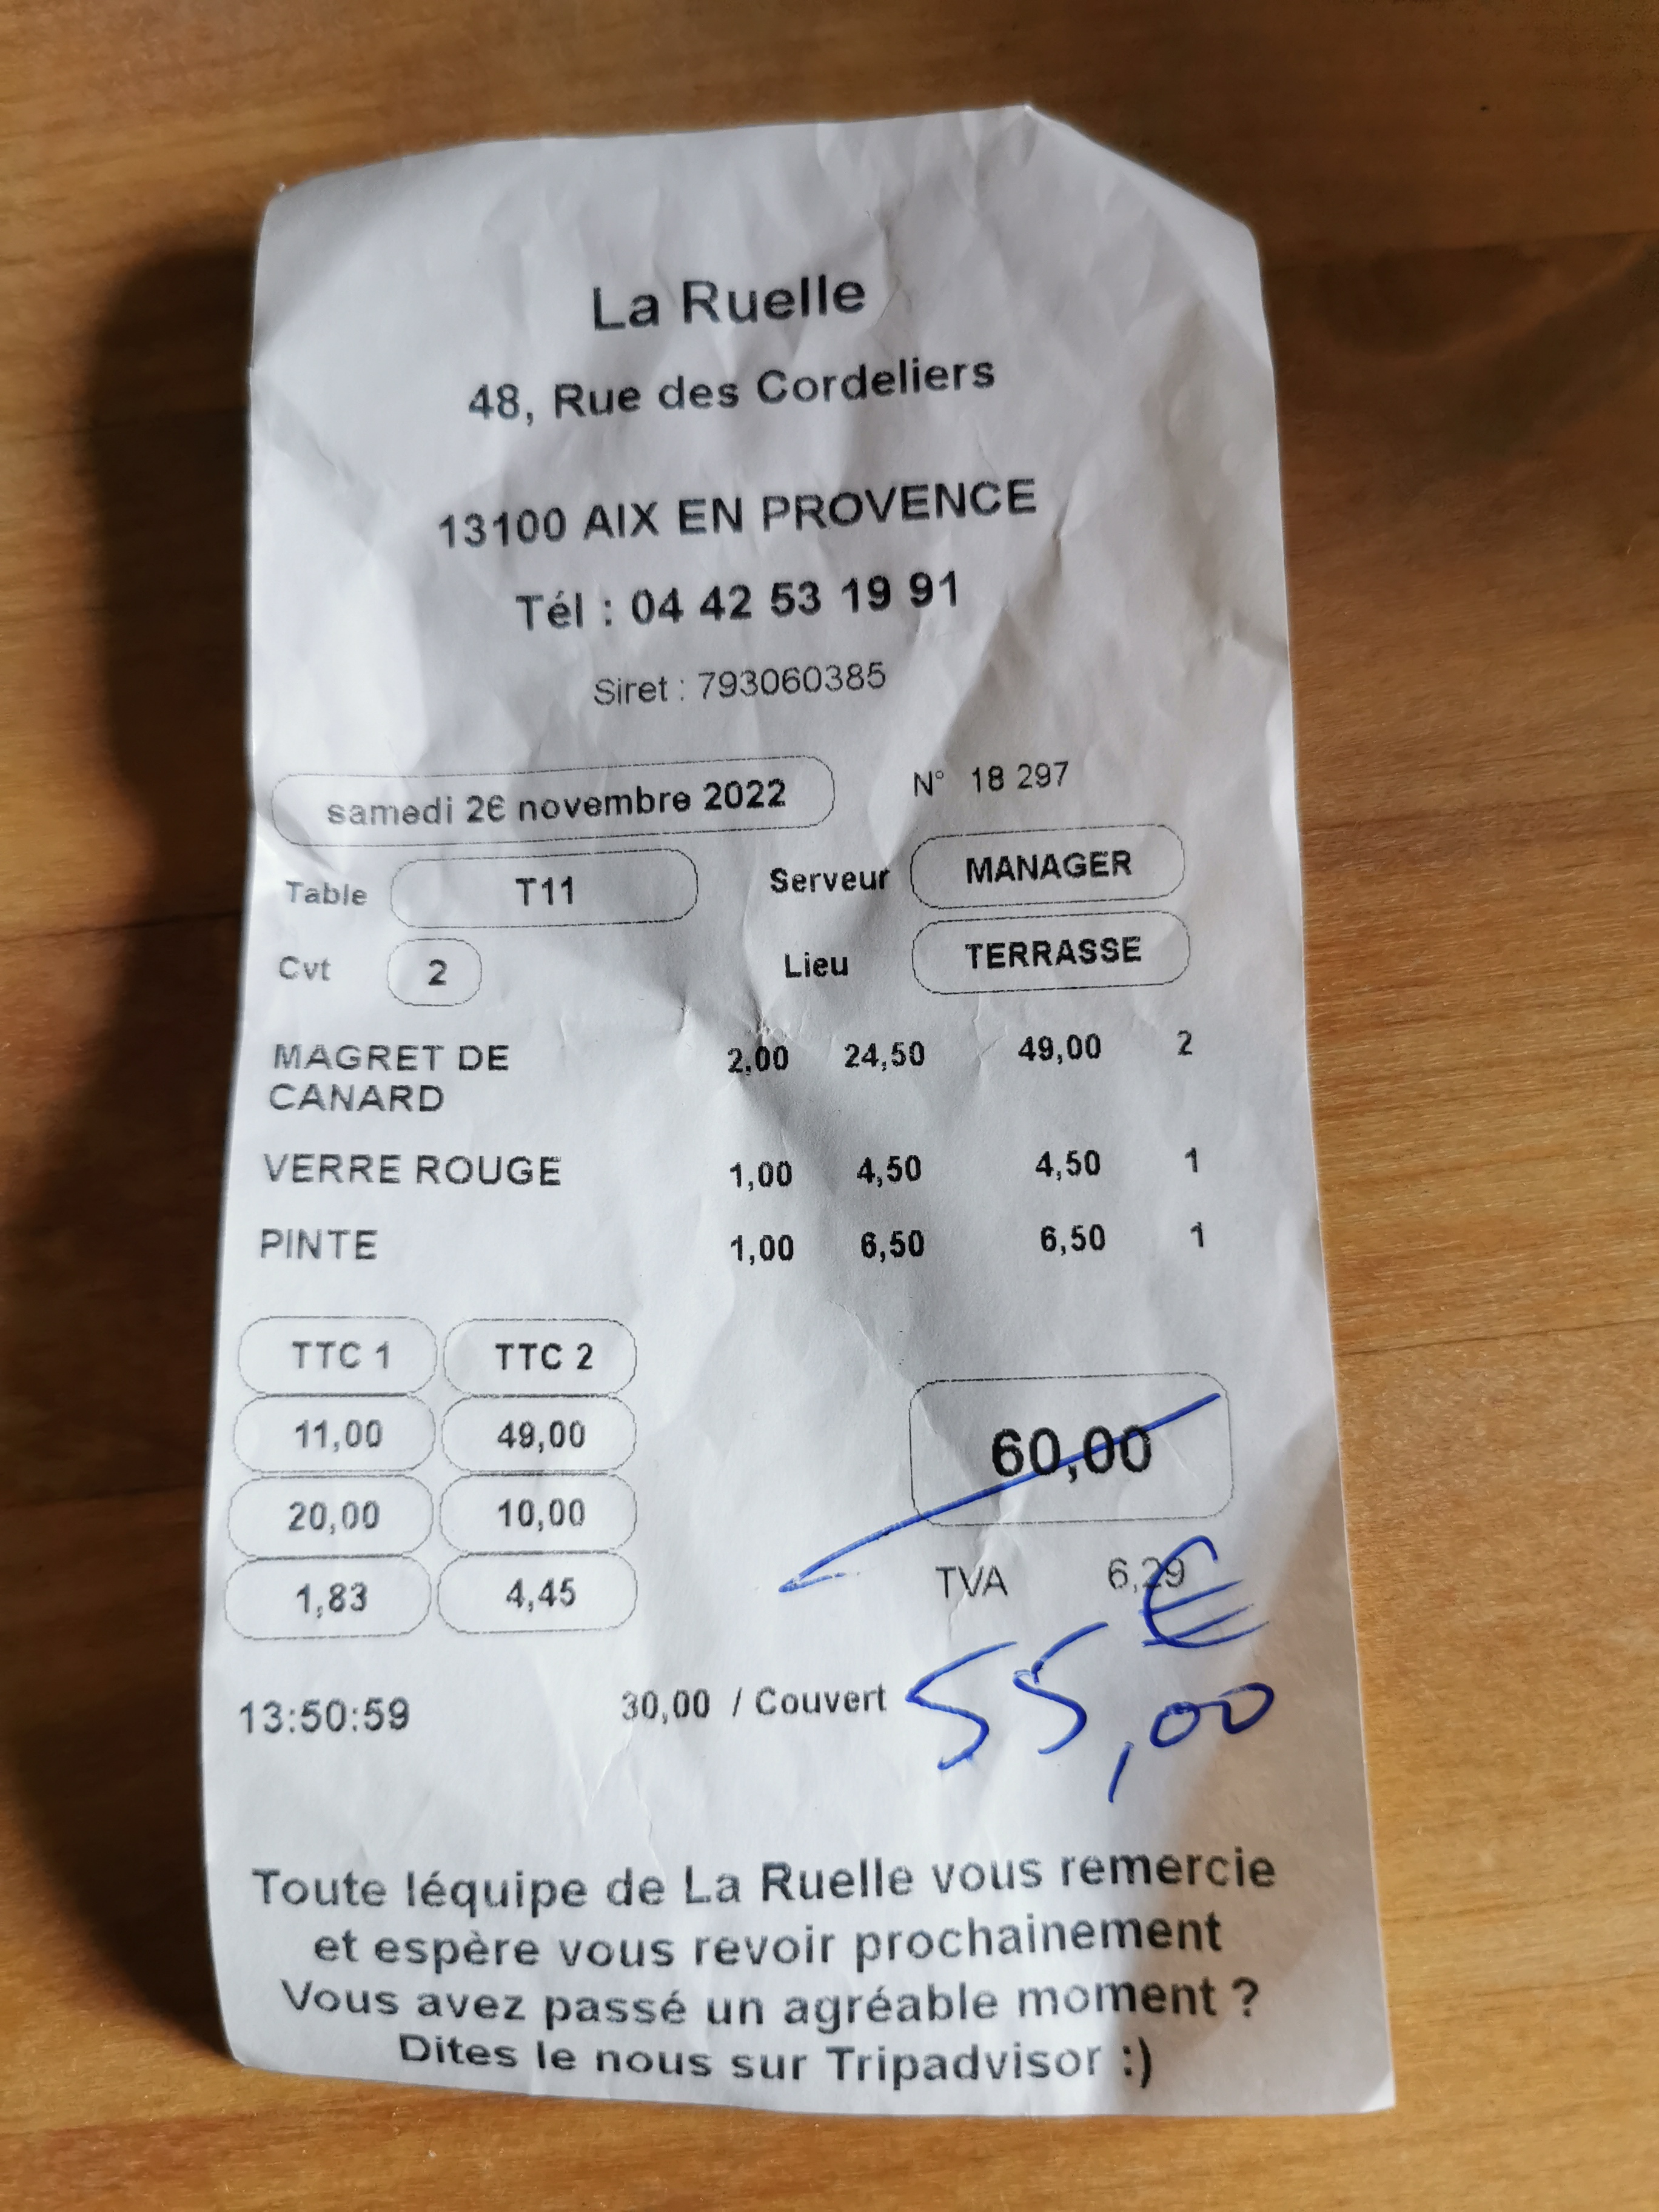 La Ruelle
48, Rue des Cordeliers
13100 AIX EN PROVENCE
Tél : 04 42 53 19 91
Siret : 793060385
samedi 26 novembre 2022 N° 18 297
Table T11 Serveur MANAGER
Cvt 2 Lieu TERRASSE
MAGRET DE 2,00 24,50 49,00 2
CANARD
VERRE ROUGE 1,00 4,50 4,50 1
PINTE 1,00 6,50 6,50 1
TTC 1 TTC 2
11,00 49,00 60,00
20,00 10,00
1,83 4,45 TVA 6,29
€
13:50:59 30,00 / Couvert 55,00
Toute léquipe de La Ruelle vous remercie
et espère vous revoir prochainement
Vous avez passé un agréable moment ?
Dites le nous sur Tripadvisor :)